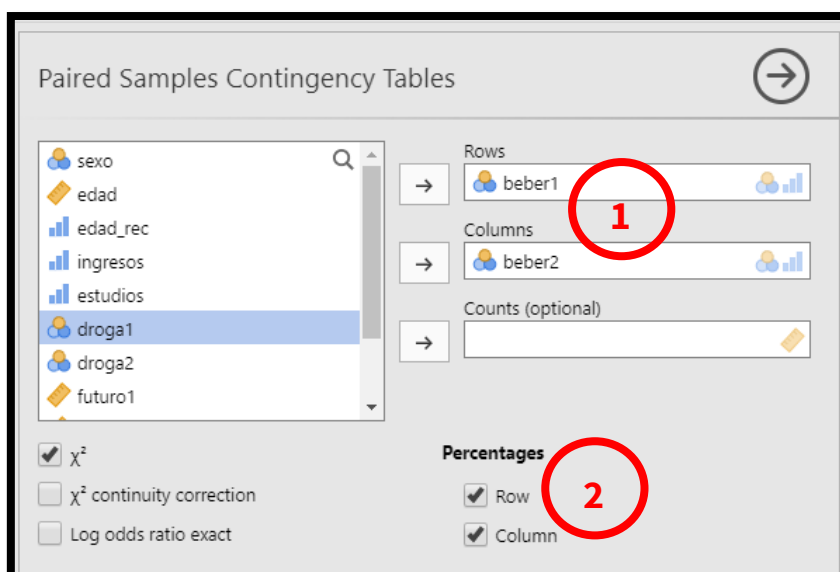 Paired Samples Contingency Tables
sexo
edad
edad_rec
ingresos
estudios
droga1
droga2
futuro1
Rows
beber1
1
Columns
beber2
Counts (optional)
χ²
χ² continuity correction
Log odds ratio exact
Percentages
Row
2
Column